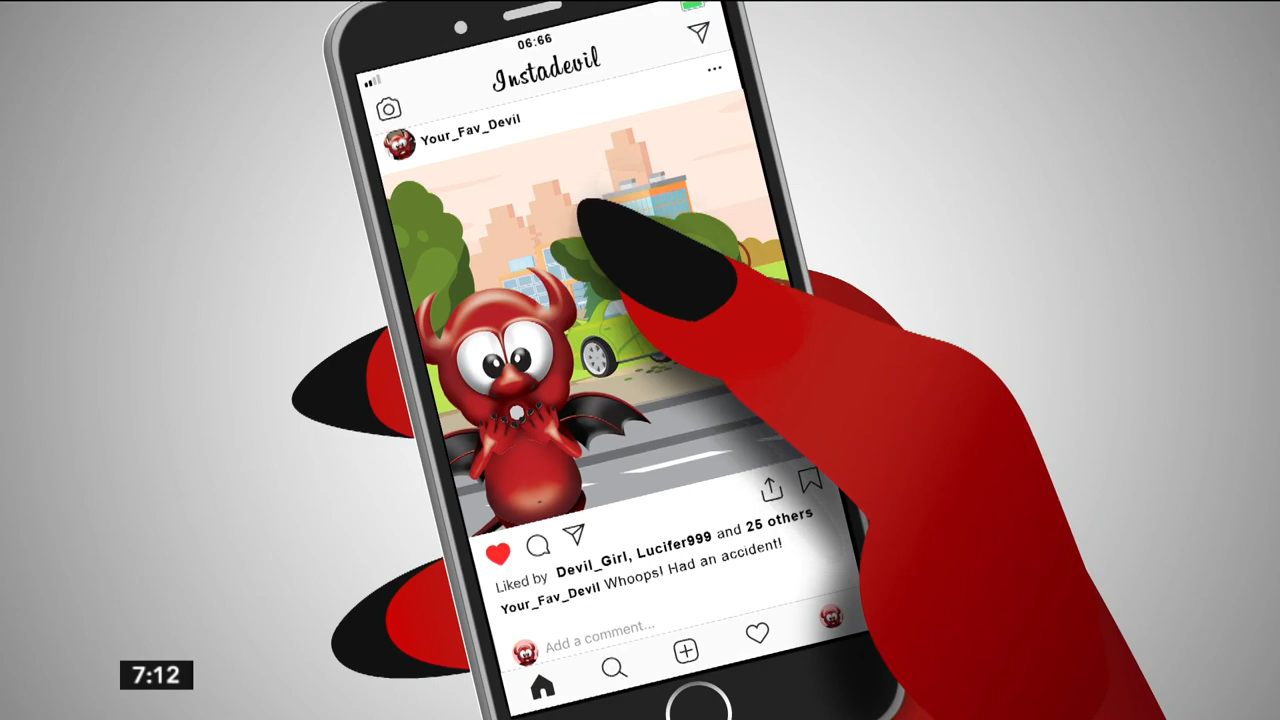 06:66
Instadevil
Your_Fav_Devil
Liked by Devil_Girl, Lucifer999 and 25 others
Your_Fav_Devil Whoops! Had an accident!
Add a comment...
7:12